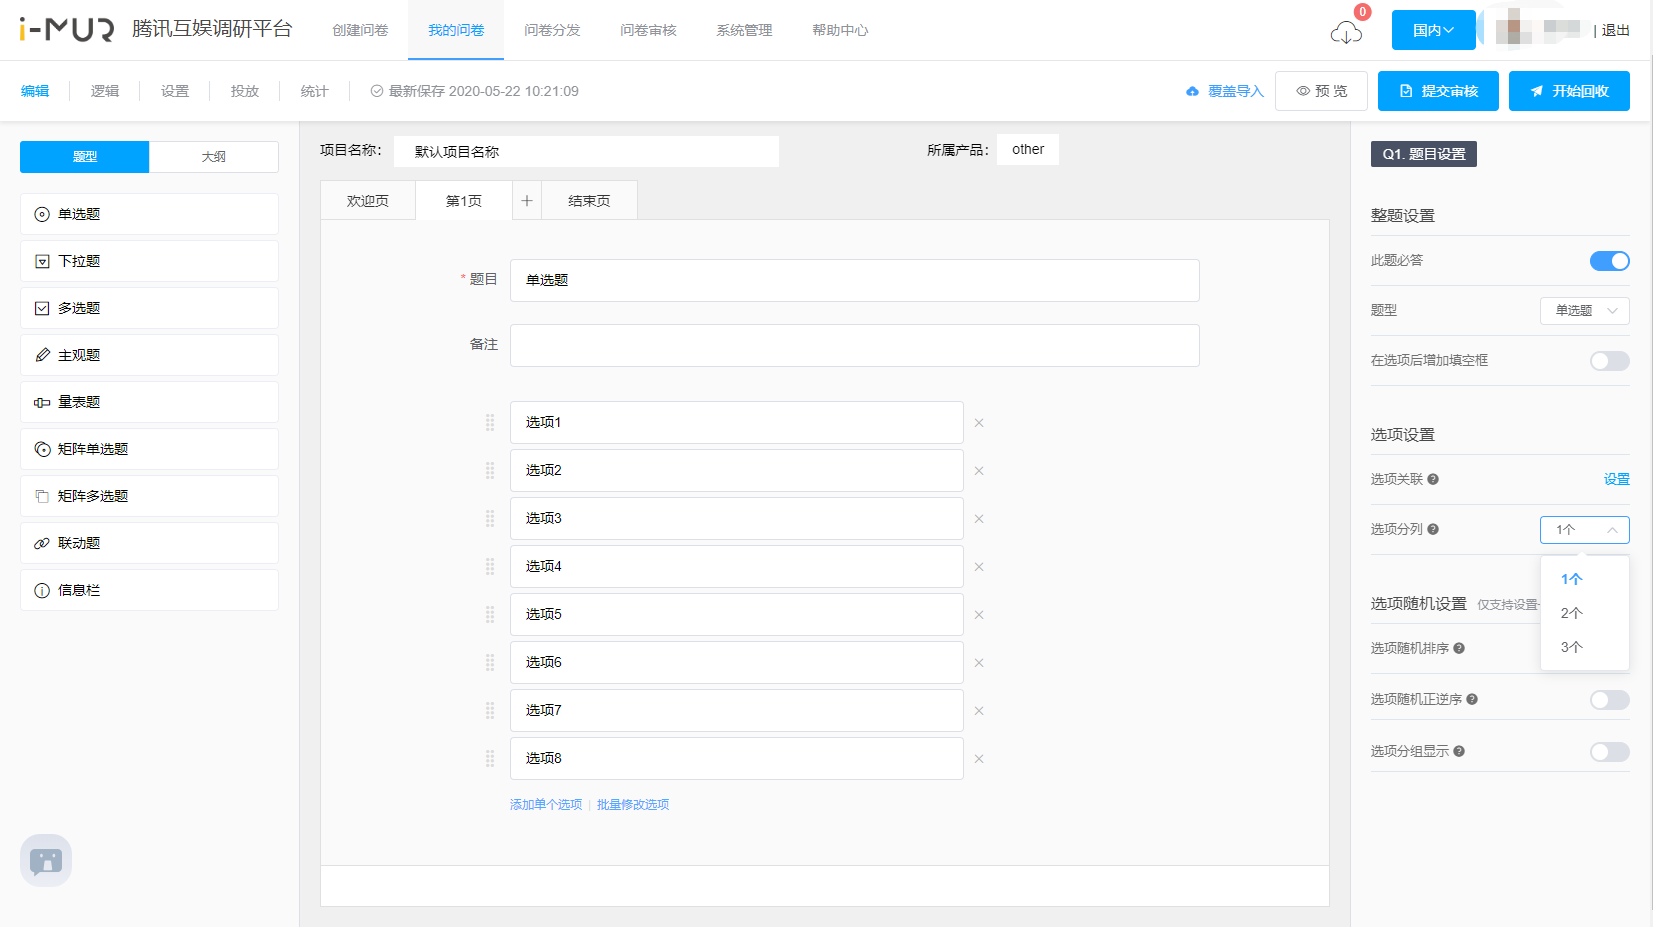 i-MUR 腾讯互娱调研平台 创建问卷 我的问卷 问卷分发 问卷审核 系统管理 帮助中心 0 国内 | 退出
编辑 逻辑 设置 投放 统计 最新保存 2020-05-22 10:21:09 覆盖导入 预 览 提交审核 开始回收
题型 大纲
单选题
下拉题
多选题
主观题
量表题
矩阵单选题
矩阵多选题
联动题
信息栏
项目名称： 默认项目名称 所属产品： other
欢迎页 第1页 + 结束页
* 题目 单选题
备注
选项1
选项2
选项3
选项4
选项5
选项6
选项7
选项8
添加单个选项 | 批量修改选项
Q1. 题目设置
整题设置
此题必答
题型 单选题
在选项后增加填空框
选项设置
选项关联 设置
选项分列 1个
1个
2个
3个
选项随机设置 仅支持设置
选项随机排序
选项随机正逆序
选项分组显示